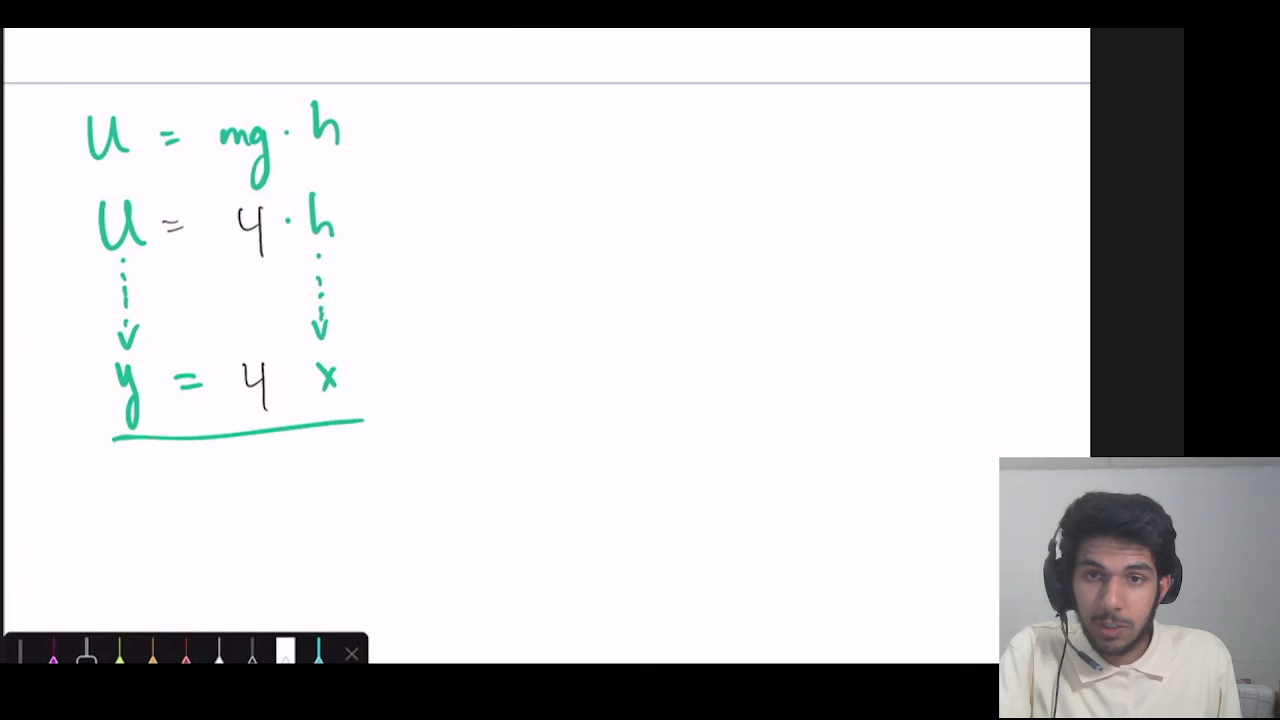 U = mg · h
U = 4 · h
y = 4 x